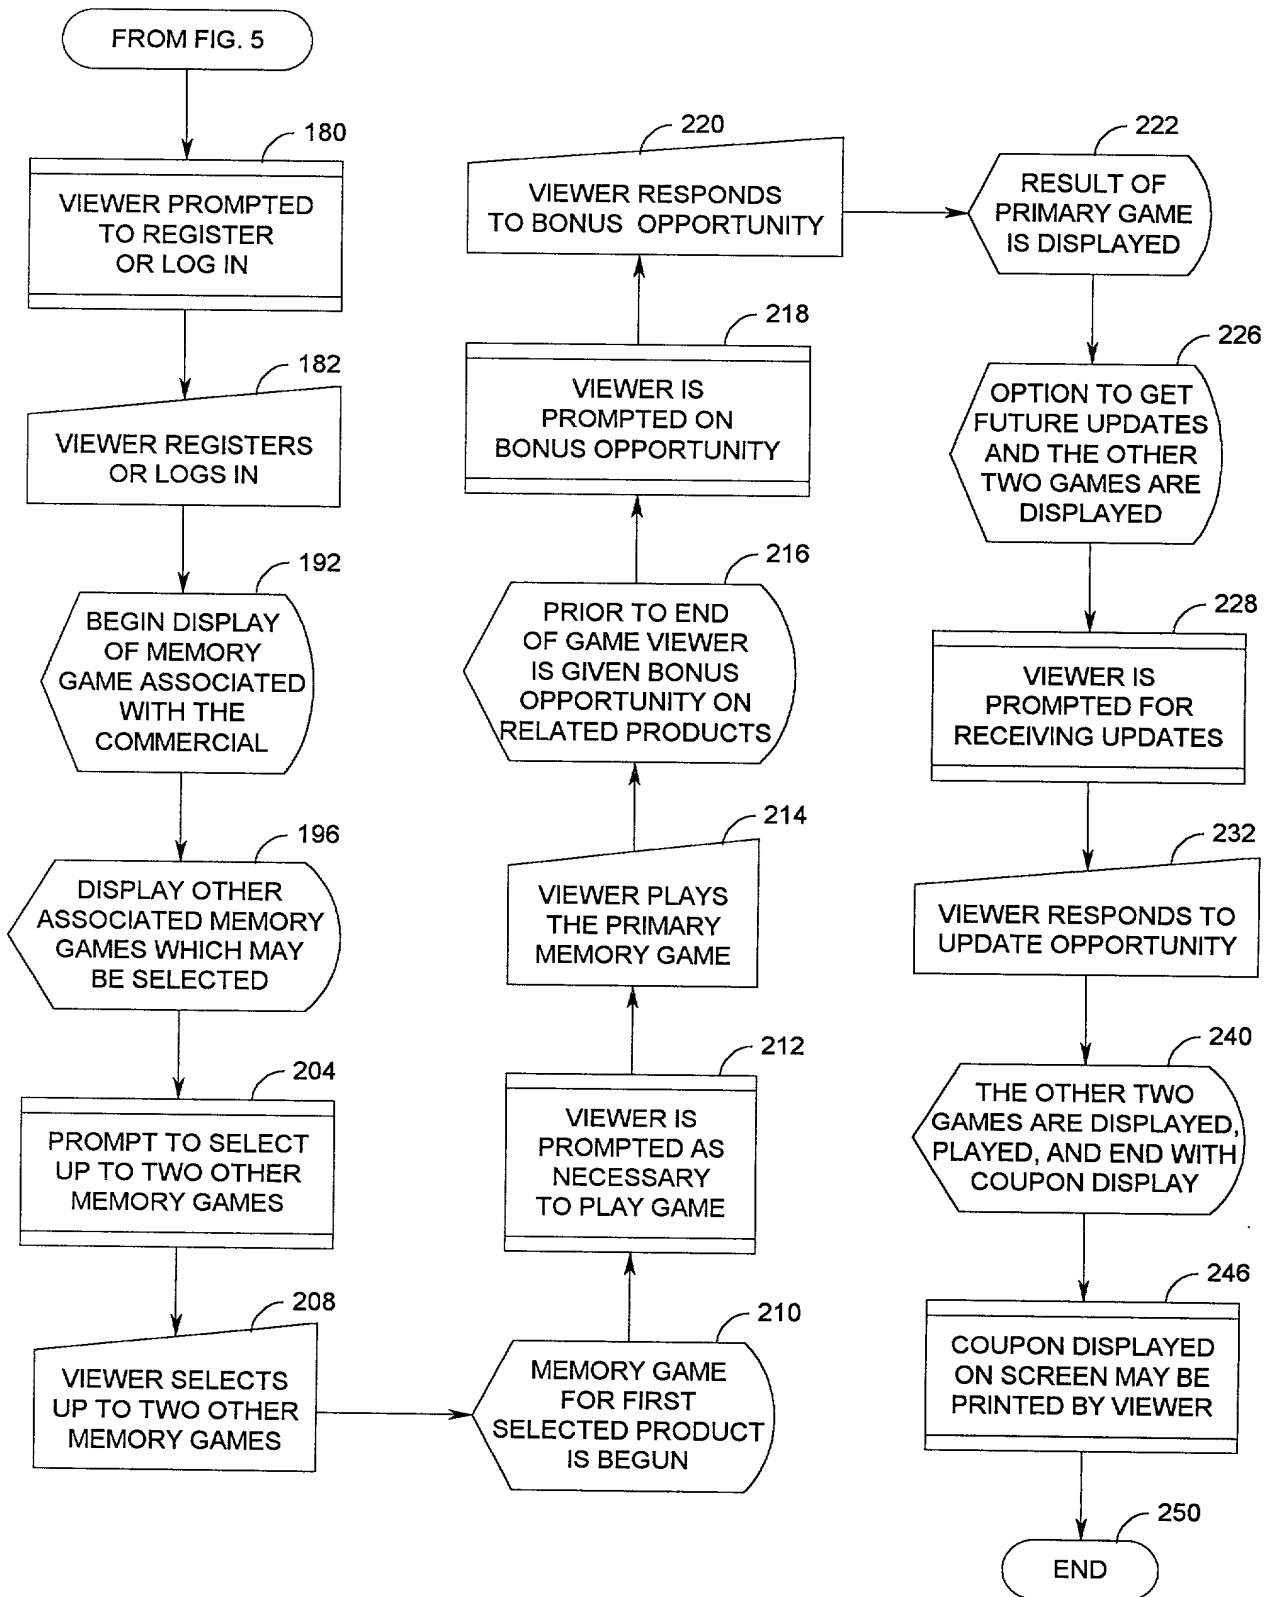 FROM FIG. 5
180
VIEWER PROMPTED
TO REGISTER
OR LOG IN
182
VIEWER REGISTERS
OR LOGS IN
192
BEGIN DISPLAY
OF MEMORY
GAME ASSOCIATED
WITH THE
COMMERCIAL
196
DISPLAY OTHER
ASSOCIATED MEMORY
GAMES WHICH MAY
BE SELECTED
204
PROMPT TO SELECT
UP TO TWO OTHER
MEMORY GAMES
208
VIEWER SELECTS
UP TO TWO OTHER
MEMORY GAMES
210
MEMORY GAME
FOR FIRST
SELECTED PRODUCT
IS BEGUN
212
VIEWER IS
PROMPTED AS
NECESSARY
TO PLAY GAME
214
VIEWER PLAYS
THE PRIMARY
MEMORY GAME
216
PRIOR TO END
OF GAME VIEWER
IS GIVEN BONUS
OPPORTUNITY ON
RELATED PRODUCTS
218
VIEWER IS
PROMPTED ON
BONUS OPPORTUNITY
220
VIEWER RESPONDS
TO BONUS OPPORTUNITY
222
RESULT OF
PRIMARY GAME
IS DISPLAYED
226
OPTION TO GET
FUTURE UPDATES
AND THE OTHER
TWO GAMES ARE
DISPLAYED
228
VIEWER IS
PROMPTED FOR
RECEIVING UPDATES
232
VIEWER RESPONDS TO
UPDATE OPPORTUNITY
240
THE OTHER TWO
GAMES ARE DISPLAYED,
PLAYED, AND END WITH
COUPON DISPLAY
246
COUPON DISPLAYED
ON SCREEN MAY BE
PRINTED BY VIEWER
250
END